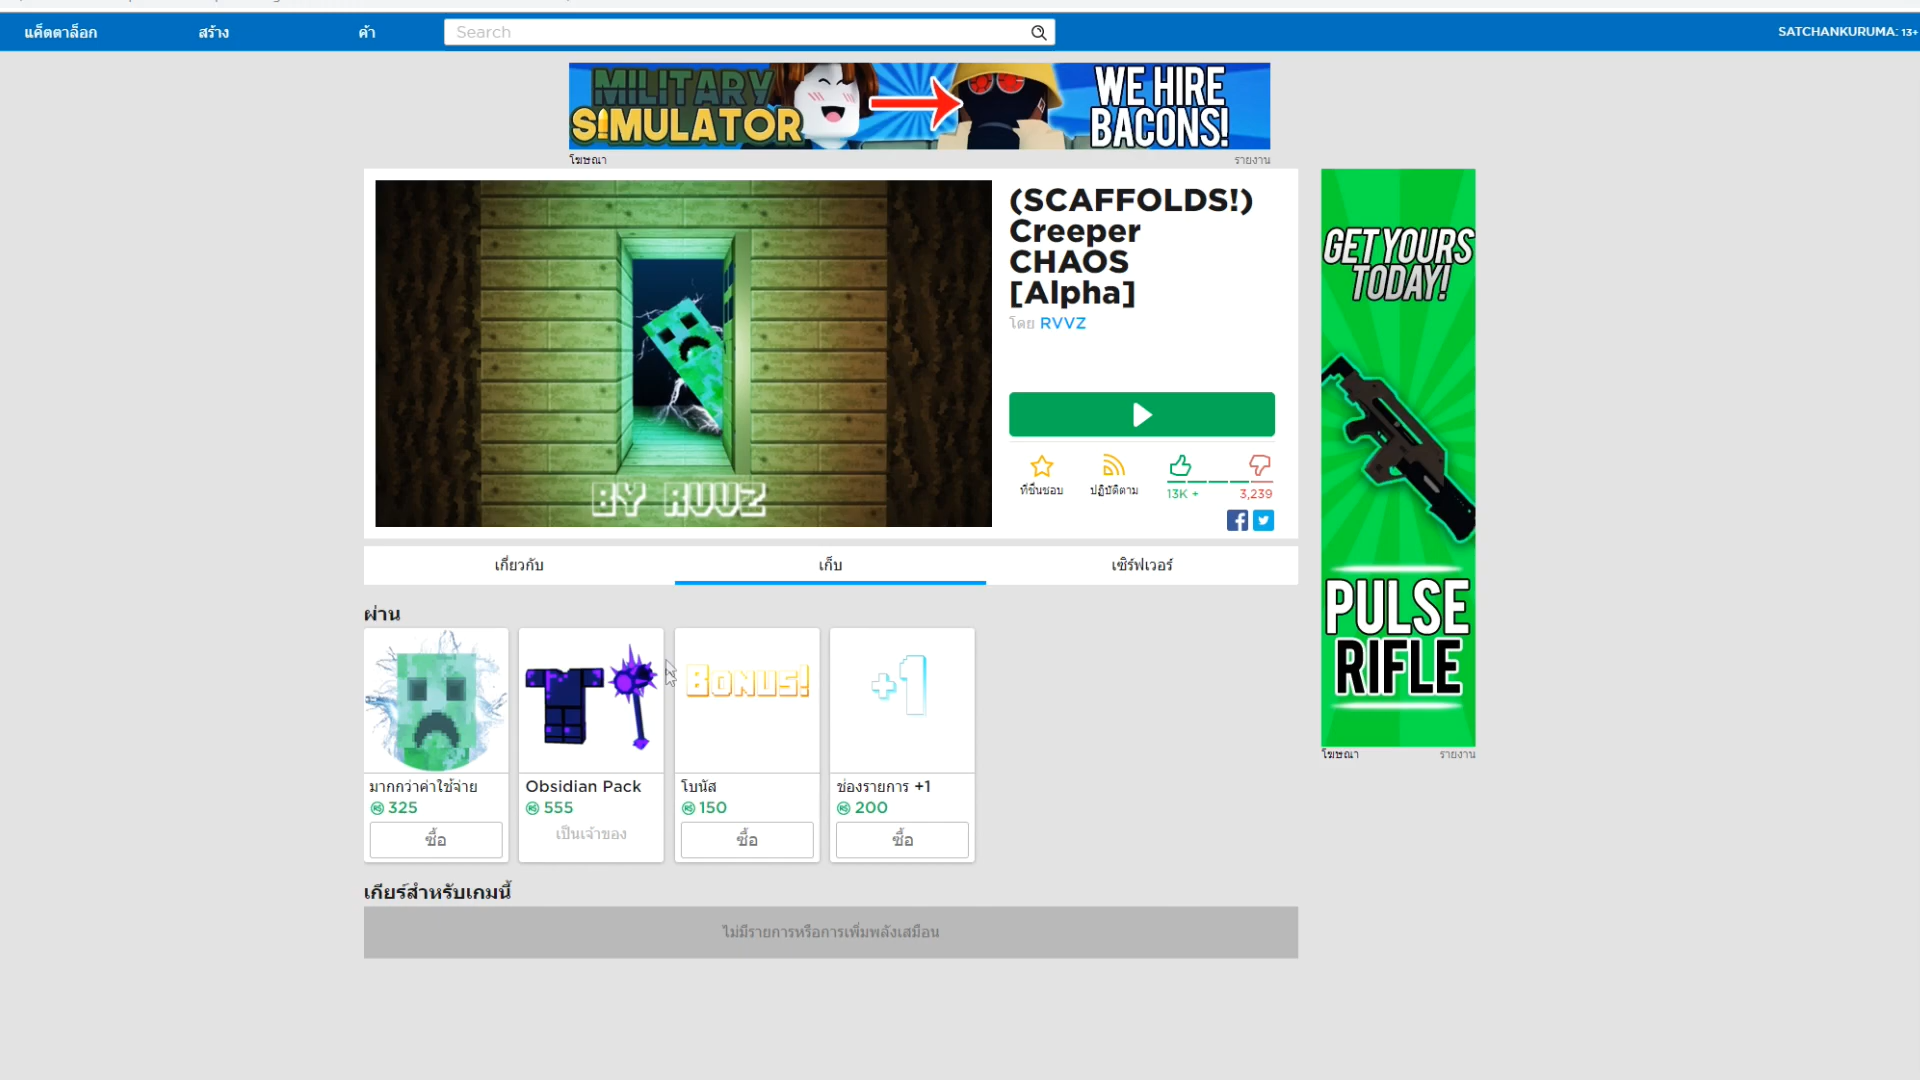 แค็ตตาล็อก
สร้าง
ค้า
Search
SATCHANKURUMA: 13+
MILITARY
SIMULATOR
WE HIRE
BACONS!
โฆษณา
รายงาน
(SCAFFOLDS!)
Creeper
CHAOS
[Alpha]
โดย RVVZ
BY RVVZ
ที่ชื่นชอบ
ปฏิบัติตาม
13K +
3,239
เกี่ยวกับ
เก็บ
เซิร์ฟเวอร์
GET YOURS
TODAY!
PULSE
RIFLE
โฆษณา
รายงาน
ผ่าน
BONUS!
+1
มากกว่าค่าใช้จ่าย
325
ซื้อ
Obsidian Pack
555
เป็นเจ้าของ
โบนัส
150
ซื้อ
ช่องรายการ +1
200
ซื้อ
เกียร์สำหรับเกมนี้
ไม่มีรายการหรือการเพิ่มพลังเสมือน